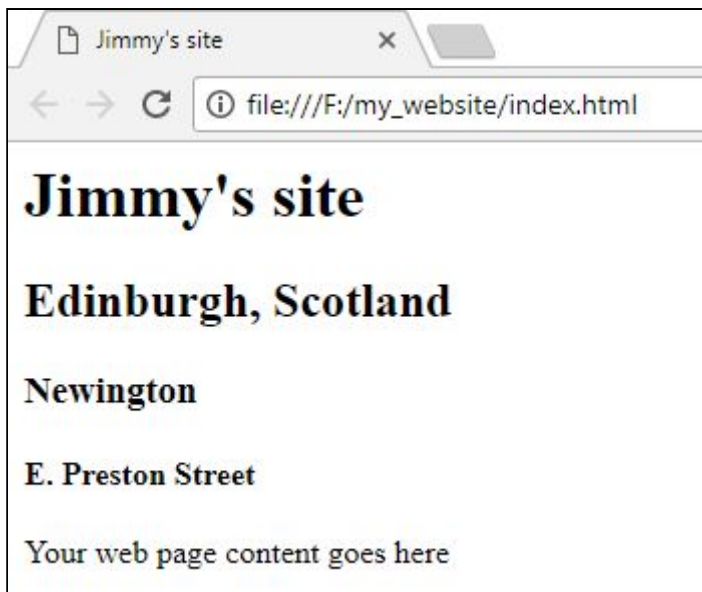 Jimmy's site
file:///F:/my_website/index.html
Jimmy's site
Edinburgh, Scotland
Newington
E. Preston Street
Your web page content goes here